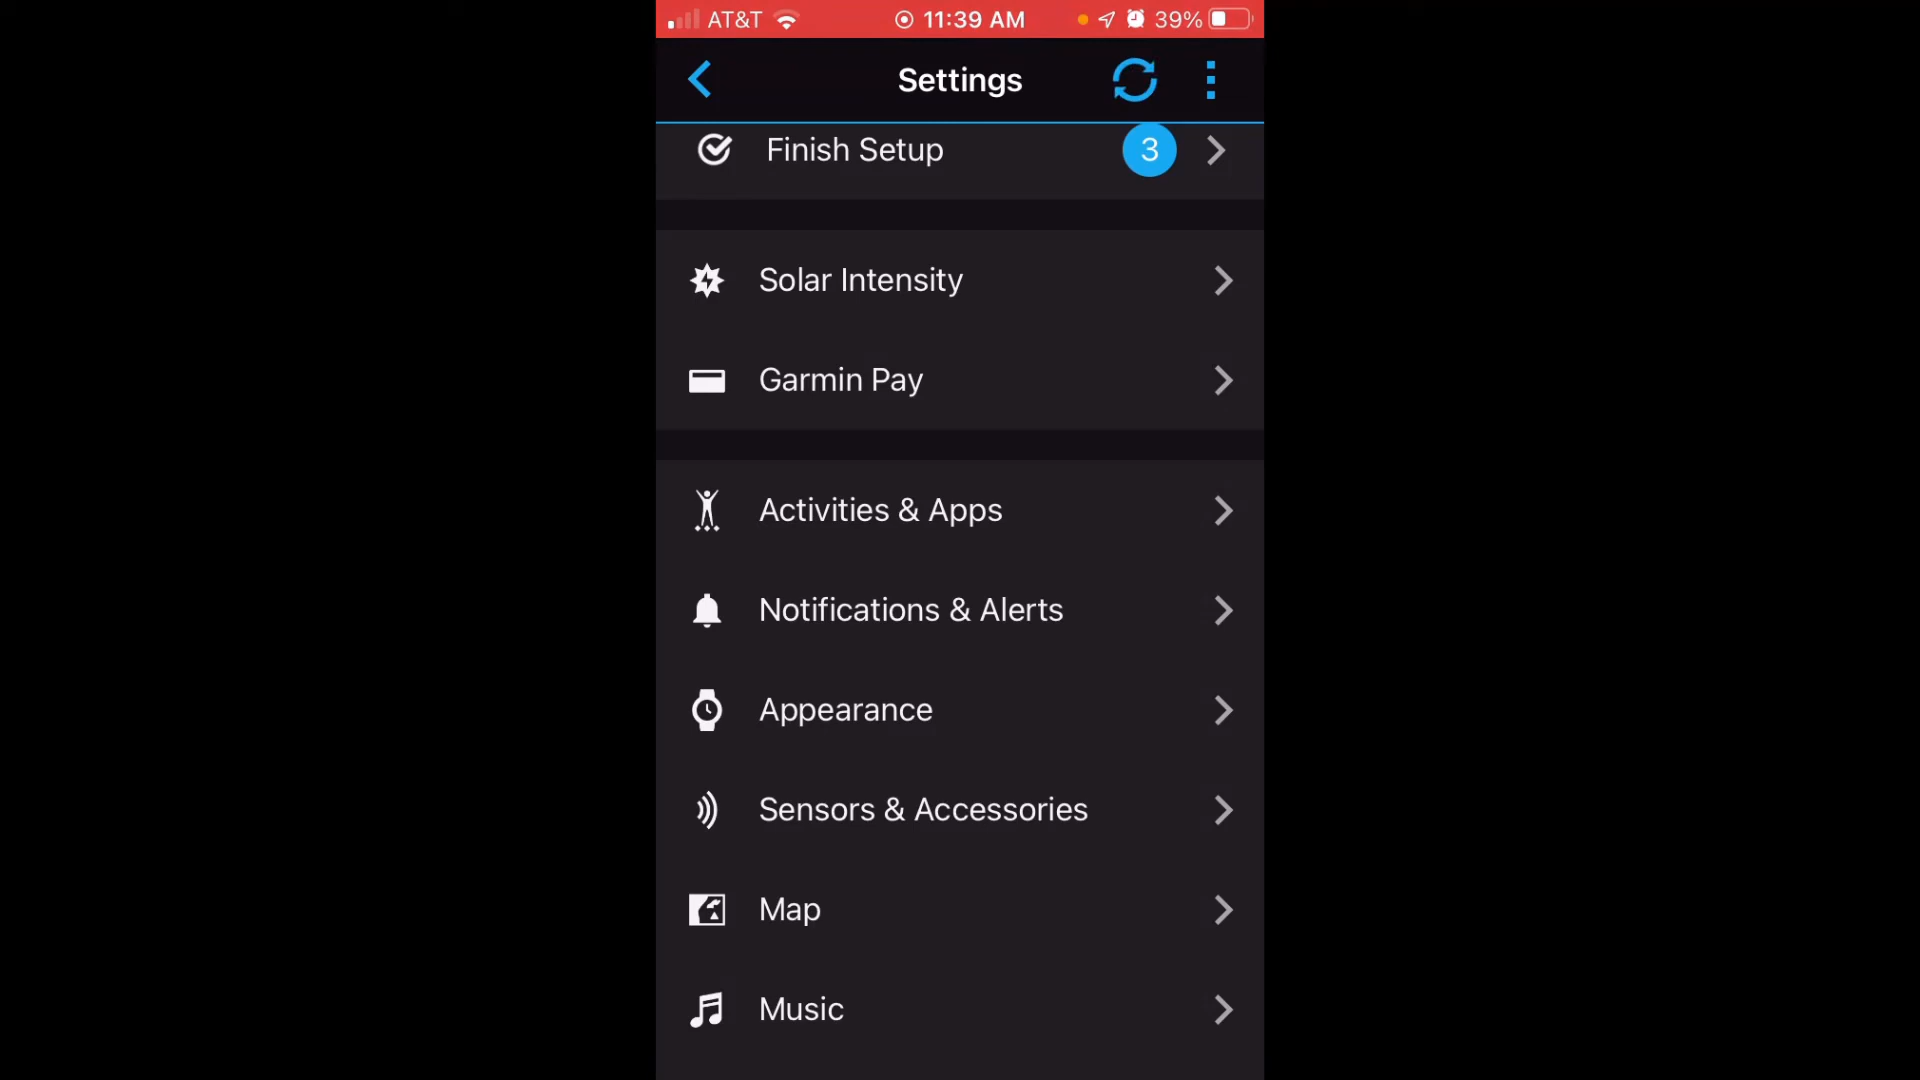 AT&T 11:39 AM 39%
Settings
Finish Setup 3
Solar Intensity
Garmin Pay
Activities & Apps
Notifications & Alerts
Appearance
Sensors & Accessories
Map
Music